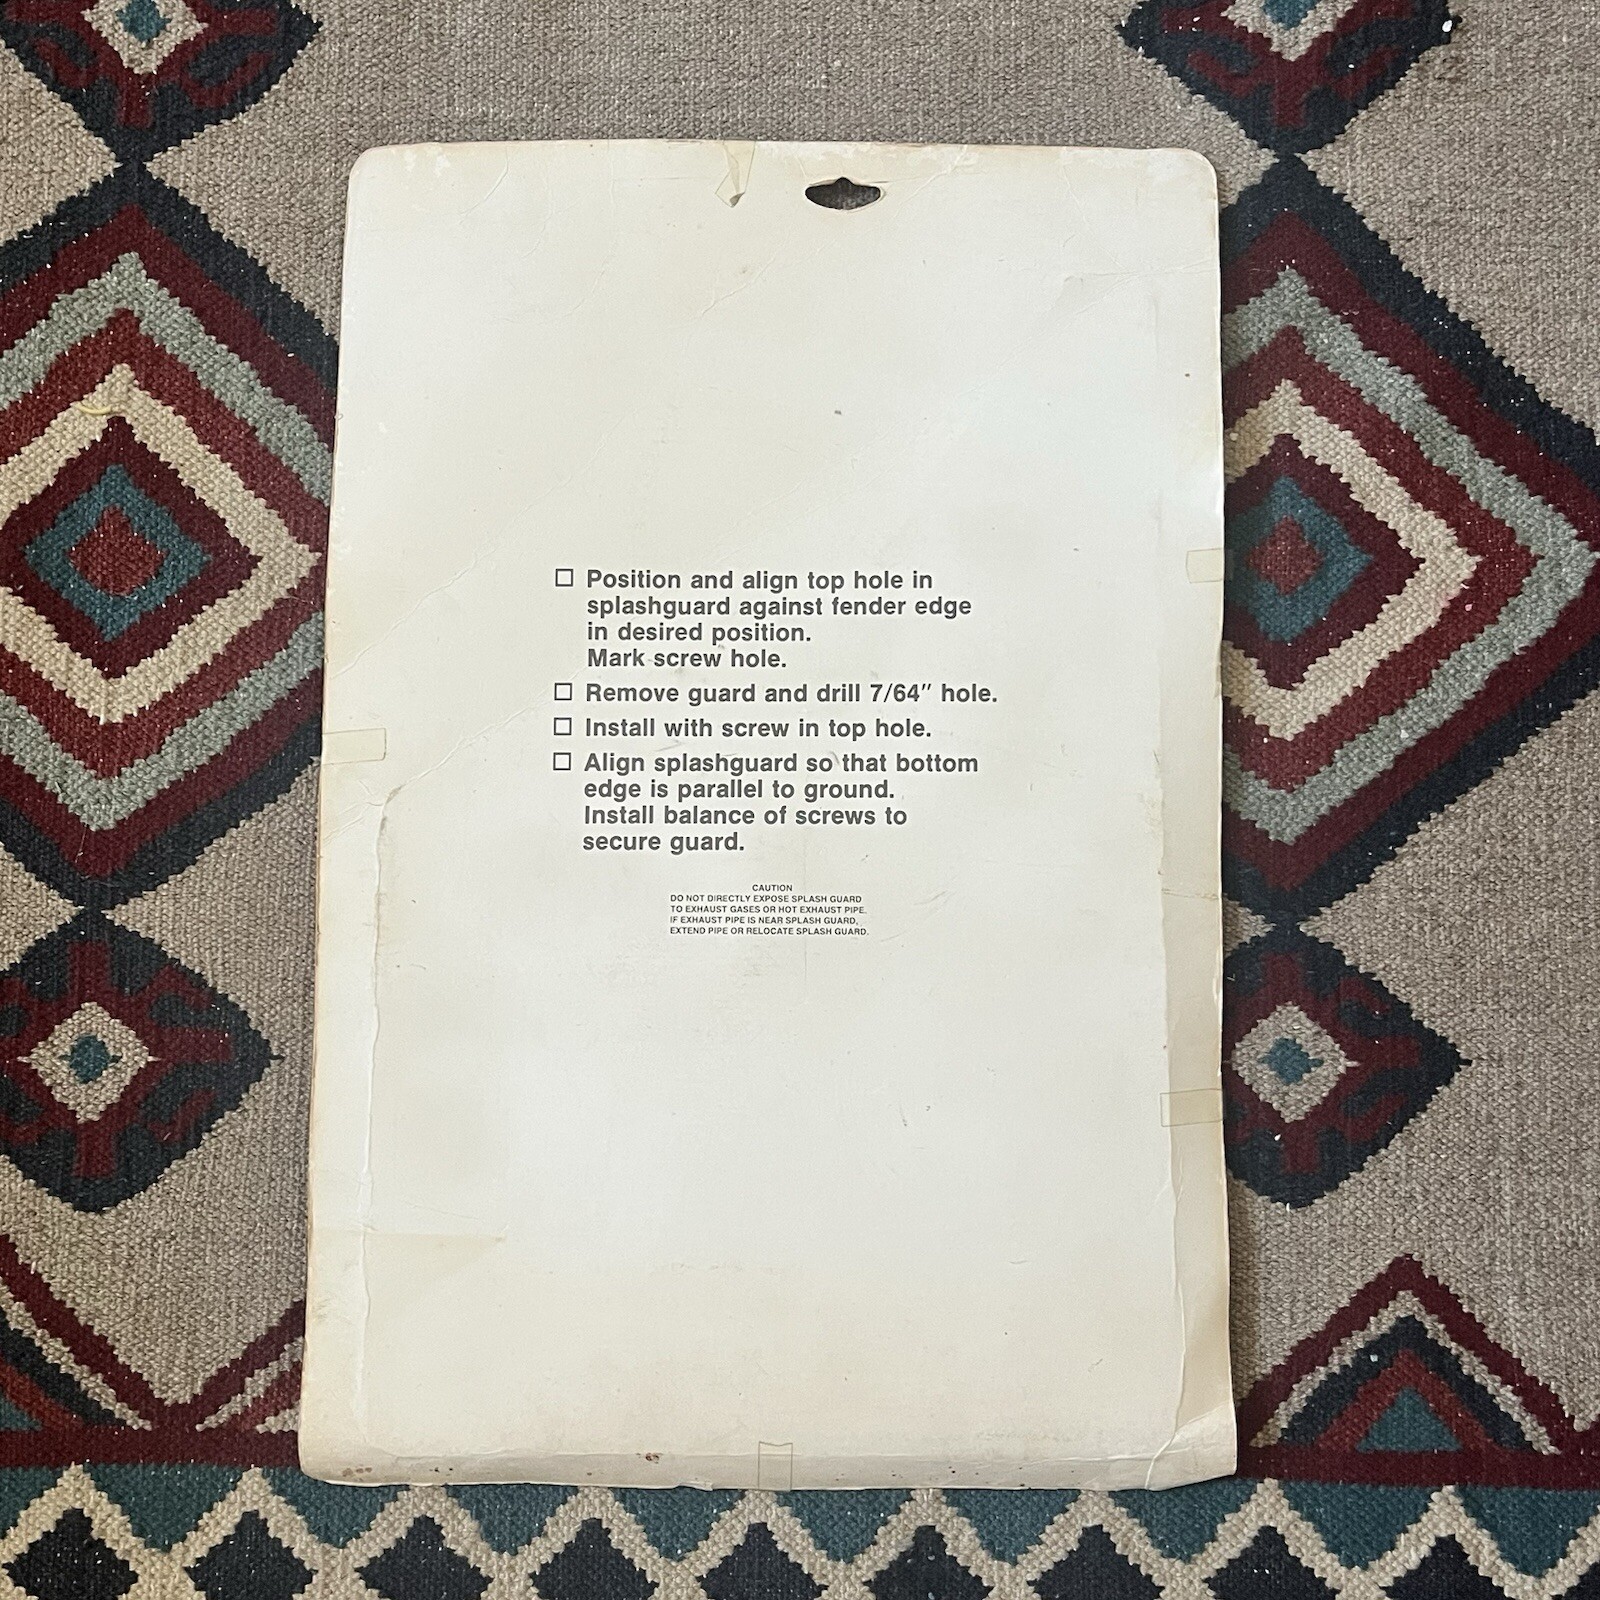 ☐ Position and align top hole in
splashguard against fender edge
in desired position.
Mark screw hole.
☐ Remove guard and drill 7/64″ hole.
☐ Install with screw in top hole.
☐ Align splashguard so that bottom
edge is parallel to ground.
Install balance of screws to
secure guard.
CAUTION
DO NOT DIRECTLY EXPOSE SPLASH GUARD
TO EXHAUST GASES OR HOT EXHAUST PIPE.
IF EXHAUST PIPE IS NEAR SPLASH GUARD,
EXTEND PIPE OR RELOCATE SPLASH GUARD.